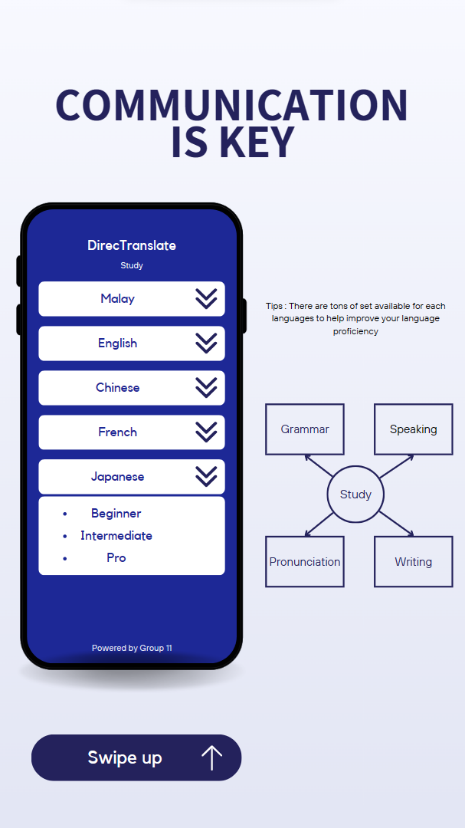 COMMUNICATION
IS KEY
DirecTranslate
Study
Malay
English
Chinese
French
Japanese
• Beginner
• Intermediate
• Pro
Powered by Group 11
Tips : There are tons of set available for each
languages to help improve your language
proficiency
Grammar
Speaking
Study
Pronunciation
Writing
Swipe up